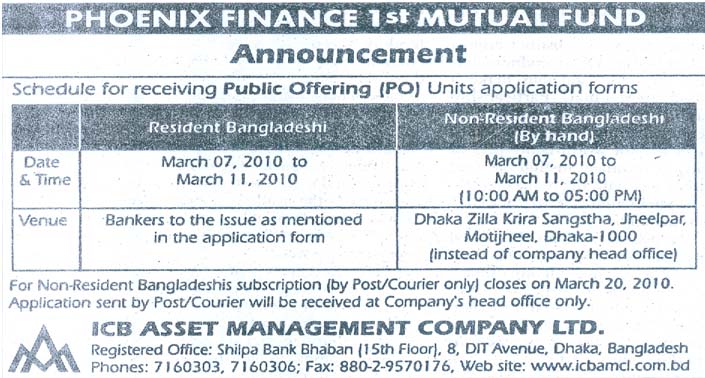 PHOENIX FINANCE 1st MUTUAL FUND
Announcement
Schedule for receiving Public Offering (PO) Units application forms
Resident Bangladeshi
Non-Resident Bangladeshi
(By hand)
Date
& Time
March 07, 2010 to
March 11, 2010
March 07, 2010 to
March 11, 2010
(10:00 AM to 05:00 PM)
Venue
Bankers to the Issue as mentioned
in the application form
Dhaka Zilla Krira Sangstha, Jheelpar,
Motijheel, Dhaka-1000
(instead of company head office)
For Non-Resident Bangladeshis subscription (by Post/Courier only) closes on March 20, 2010.
Application sent by Post/Courier will be received at Company's head office only.
ICB ASSET MANAGEMENT COMPANY LTD.
Registered Office: Shilpa Bank Bhaban (15th Floor), 8, DIT Avenue, Dhaka, Bangladesh
Phones: 7160303, 7160306; Fax: 880-2-9570176, Web site: www.icbamcl.com.bd